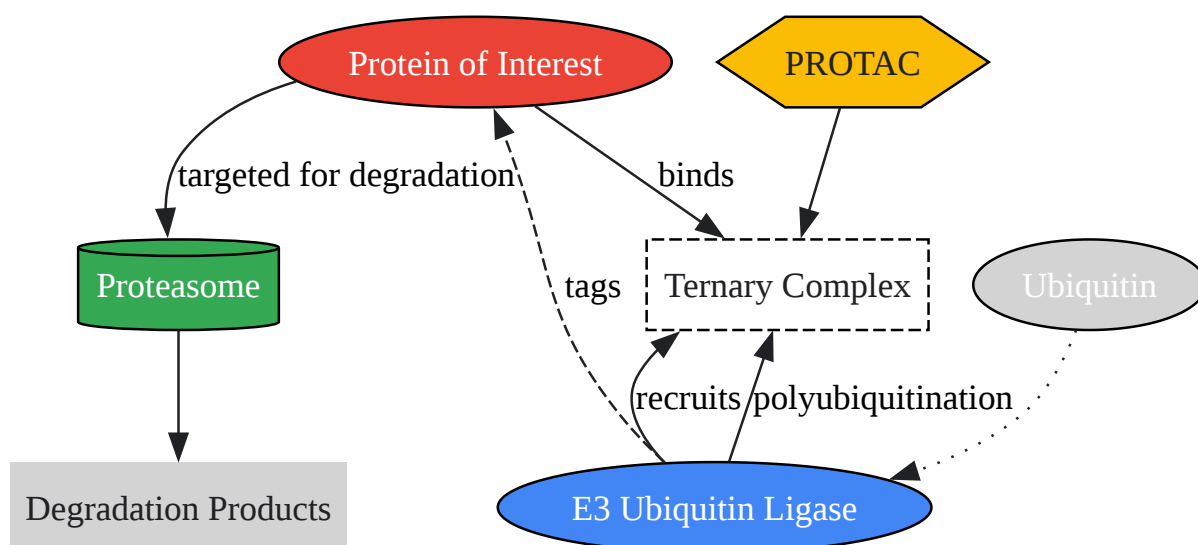 Protein of Interest
PROTAC
targeted for degradation
binds
Proteasome
tags
Ternary Complex
Ubiquitin
recruits
polyubiquitination
Degradation Products
E3 Ubiquitin Ligase